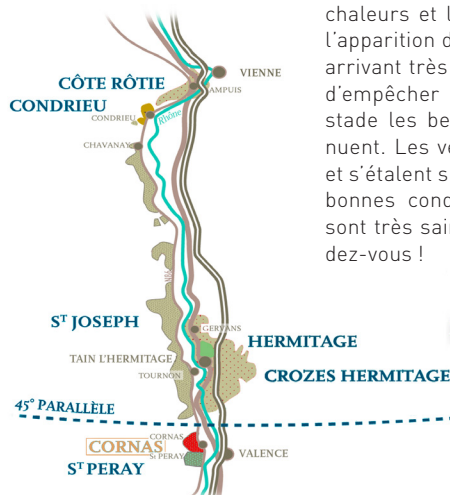 chaleurs et l
l'apparition d
arrivant très
d'empêcher
stade les be
nuent. Les ve
et s'étalent s
bonnes cond
sont très sair
dez-vous !
VIENNE
CÔTE RÔTIE
AMPUIS
CONDRIEU
CONDRIEU
Rhône
CHAVANAY
ST JOSEPH
GERVANS
HERMITAGE
TAIN L'HERMITAGE
TOURNON
CROZES HERMITAGE
45° PARALLÈLE
CORNAS
CORNAS
St PERAY
VALENCE
ST PERAY